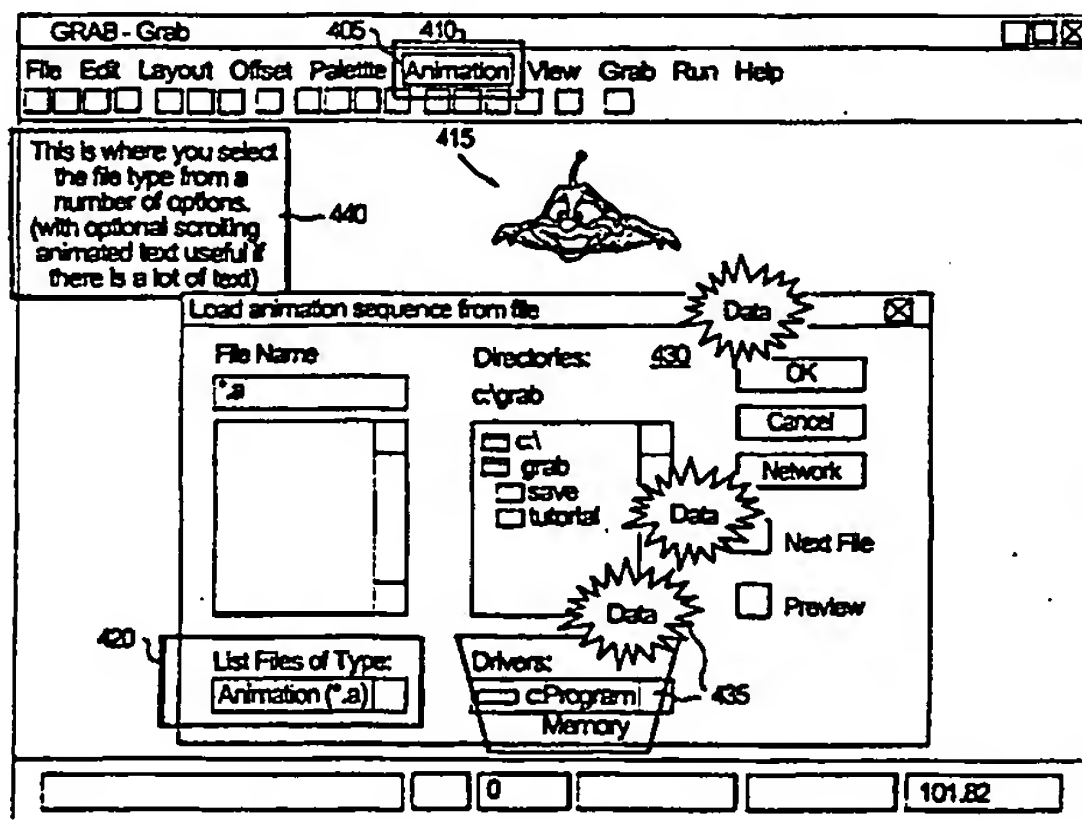 GRAB - Grab
405
410
File Edit Layout Offset Palettte Animation View Grab Run Help
415
This is where you select
the file type from a
number of options.
(with optional scrolling
animated text useful if
there is a lot of text)
440
Load animation sequence from file
Data
File Name
Directories:
430
OK
*.a
c:\grab
Cancel
c:\
grab
Network
save
tutorial
Data
Next File
Data
Preview
420
List Files of Type:
Drivers:
Animation (*.a)
c:Program
435
Memory
0
101.82